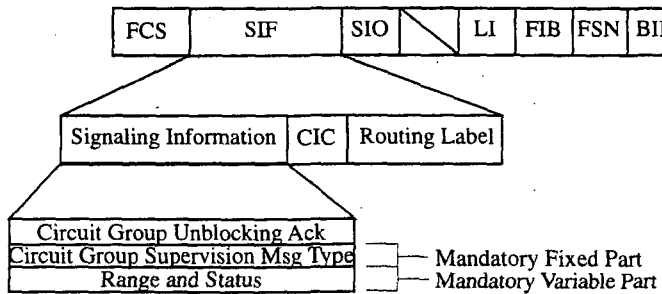 FCS SIF SIO LI FIB FSN BI
Signaling Information CIC Routing Label
Circuit Group Unblocking Ack
Circuit Group Supervision Msg Type
Range and Status
Mandatory Fixed Part
Mandatory Variable Part